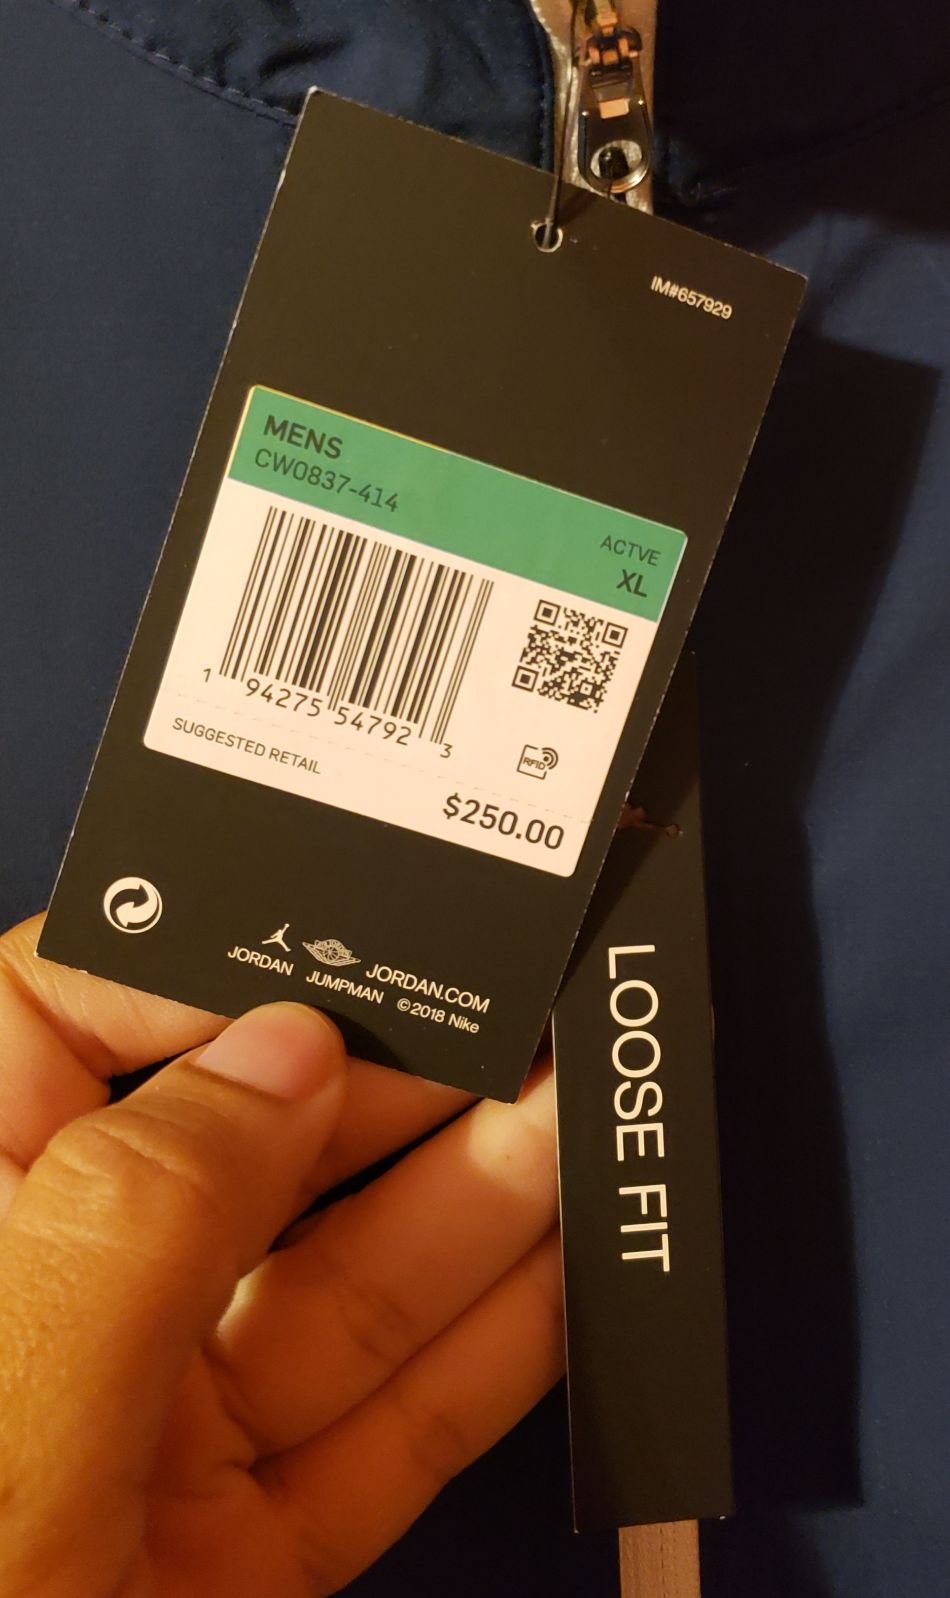 IM#657929
MENS
CW0837-414
ACTVE
XL
1 94275 54792 3
RFID
SUGGESTED RETAIL
$250.00
JORDAN JUMPMAN JORDAN.COM
©2018 Nike
LOOSE FIT